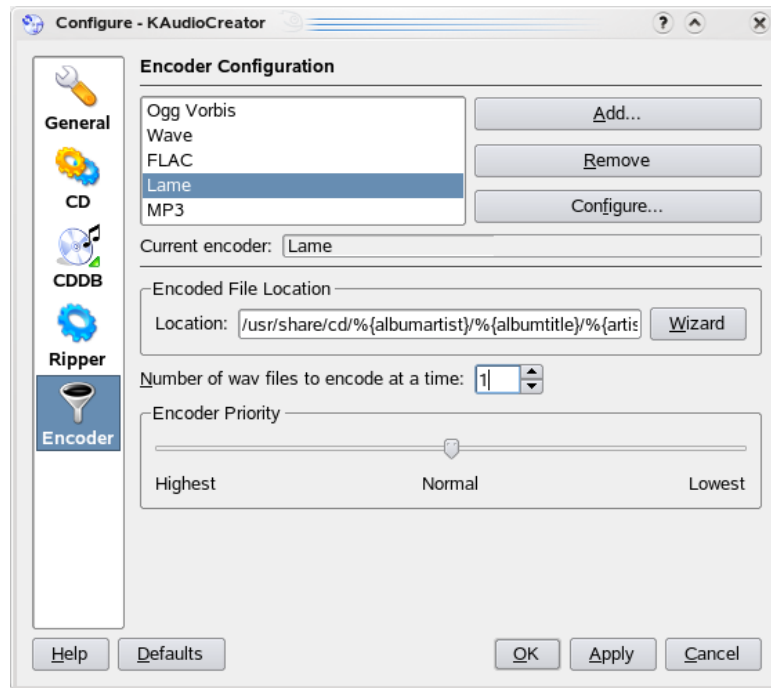 Configure - KAudioCreator
General
CD
CDDB
Ripper
Encoder
Encoder Configuration
Ogg Vorbis
Wave
FLAC
Lame
MP3
Add...
Remove
Configure...
Current encoder: Lame
Encoded File Location
Location: /usr/share/cd/%{albumartist}/%{albumtitle}/%{artis
Wizard
Number of wav files to encode at a time: 1
Encoder Priority
Highest Normal Lowest
Help Defaults OK Apply Cancel